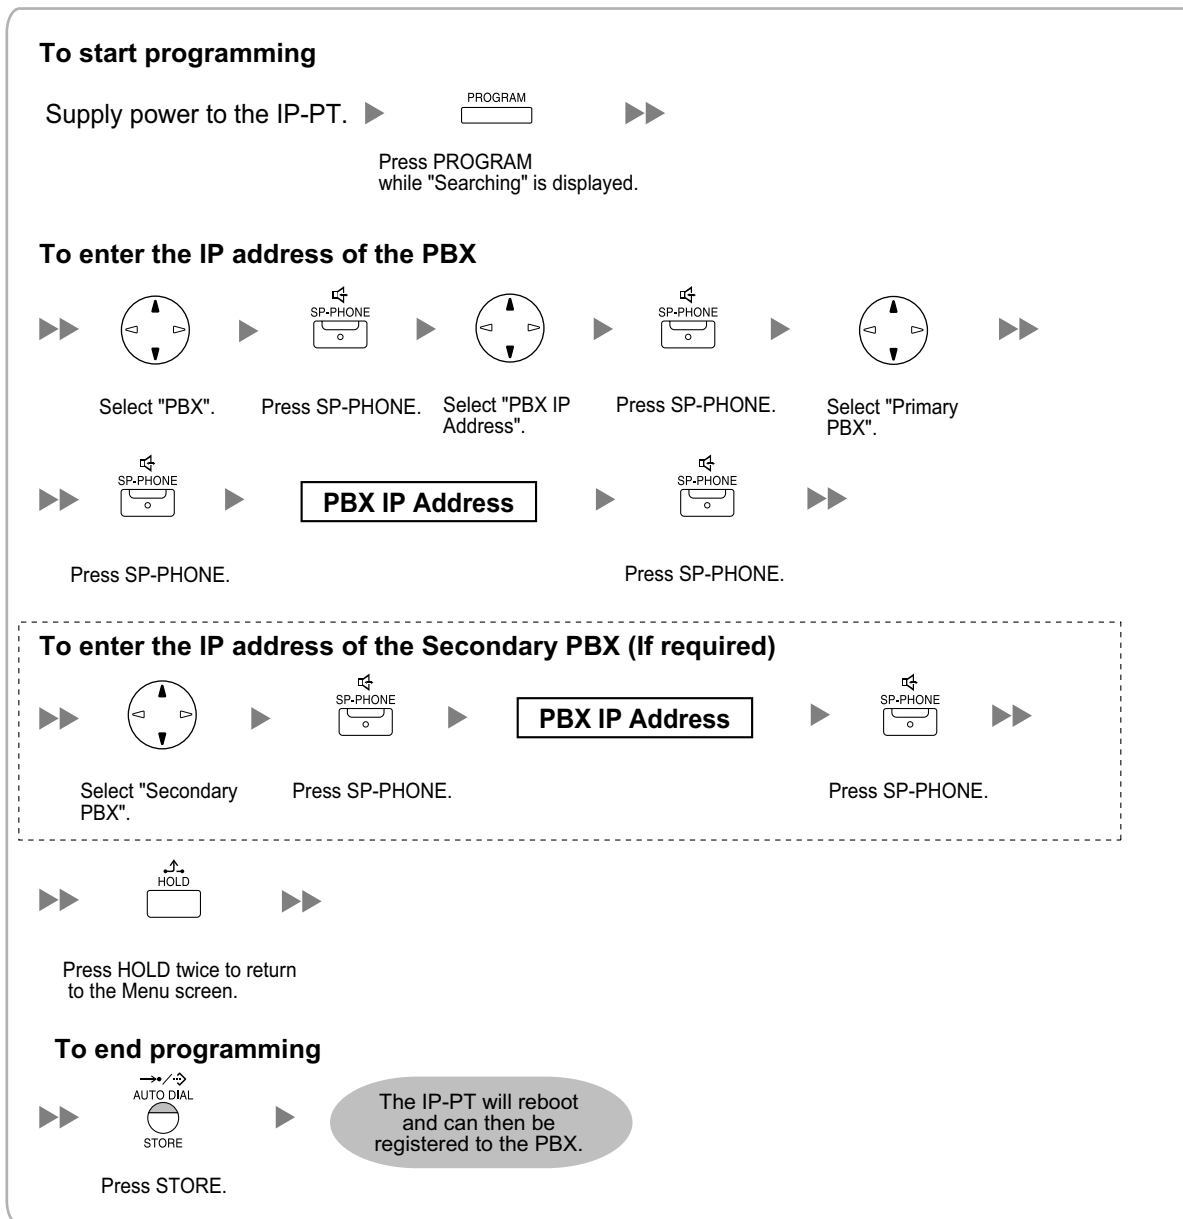 To start programming
Supply power to the IP-PT.
PROGRAM
Press PROGRAM
while "Searching" is displayed.
To enter the IP address of the PBX
SP-PHONE
SP-PHONE
Select "PBX".
Press SP-PHONE.
Select "PBX IP
Address".
Press SP-PHONE.
Select "Primary
PBX".
SP-PHONE
PBX IP Address
SP-PHONE
Press SP-PHONE.
Press SP-PHONE.
To enter the IP address of the Secondary PBX (If required)
SP-PHONE
PBX IP Address
SP-PHONE
Select "Secondary
PBX".
Press SP-PHONE.
Press SP-PHONE.
HOLD
Press HOLD twice to return
to the Menu screen.
To end programming
AUTO DIAL
STORE
The IP-PT will reboot
and can then be
registered to the PBX.
Press STORE.